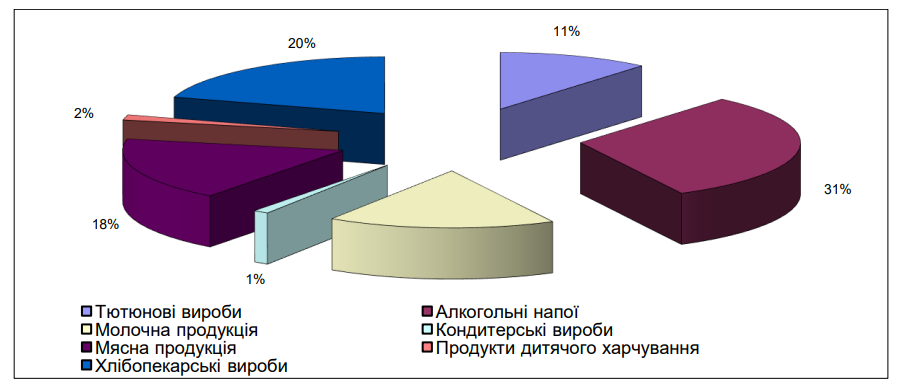 11%
20%
2%
31%
18%
1%
Тютюнові вироби
Алкогольні напої
Молочна продукція
Кондитерські вироби
Мясна продукція
Продукти дитячого харчування
Хлібопекарські вироби